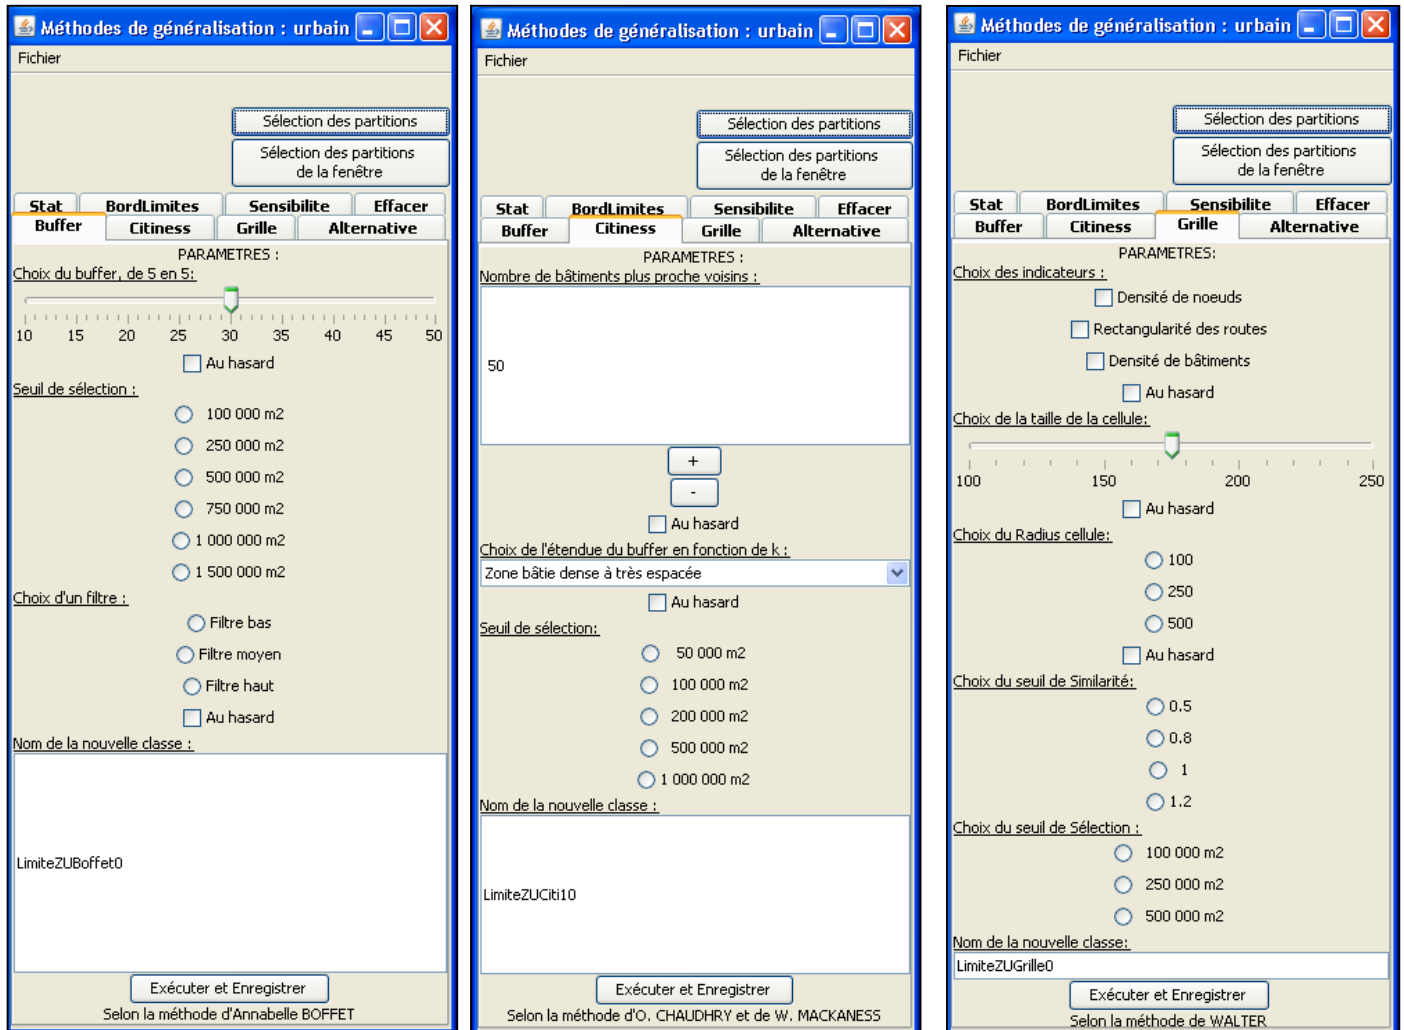 Méthodes de généralisation : urbain
Fichier
Sélection des partitions
Sélection des partitions
de la fenêtre
Stat BordLimites Sensibilite Effacer
Buffer Citiness Grille Alternative
PARAMETRES :
Choix du buffer, de 5 en 5:
10 15 20 25 30 35 40 45 50
Au hasard
Seuil de sélection :
100 000 m2
250 000 m2
500 000 m2
750 000 m2
1 000 000 m2
1 500 000 m2
Choix d'un filtre :
Filtre bas
Filtre moyen
Filtre haut
Au hasard
Nom de la nouvelle classe :
LimiteZUBoffet0
Exécuter et Enregistrer
Selon la méthode d'Annabelle BOFFET
Méthodes de généralisation : urbain
Fichier
Sélection des partitions
Sélection des partitions
de la fenêtre
Stat BordLimites Sensibilite Effacer
Buffer Citiness Grille Alternative
PARAMETRES :
Nombre de bâtiments plus proche voisins :
50
+
-
Au hasard
Choix de l'étendue du buffer en fonction de k :
Zone bâtie dense à très espacée
Au hasard
Seuil de sélection:
50 000 m2
100 000 m2
200 000 m2
500 000 m2
1 000 000 m2
Nom de la nouvelle classe :
LimiteZUCiti10
Exécuter et Enregistrer
Selon la méthode d'O. CHAUDHRY et de W. MACKANESS
Méthodes de généralisation : urbain
Fichier
Sélection des partitions
Sélection des partitions
de la fenêtre
Stat BordLimites Sensibilite Effacer
Buffer Citiness Grille Alternative
PARAMETRES:
Choix des indicateurs :
Densité de noeuds
Rectangularité des routes
Densité de bâtiments
Au hasard
Choix de la taille de la cellule:
100 150 200 250
Au hasard
Choix du Radius cellule:
100
250
500
Au hasard
Choix du seuil de Similarité:
0.5
0.8
1
1.2
Choix du seuil de Sélection :
100 000 m2
250 000 m2
500 000 m2
Nom de la nouvelle classe:
LimiteZUGrille0
Exécuter et Enregistrer
Selon la méthode de WALTER